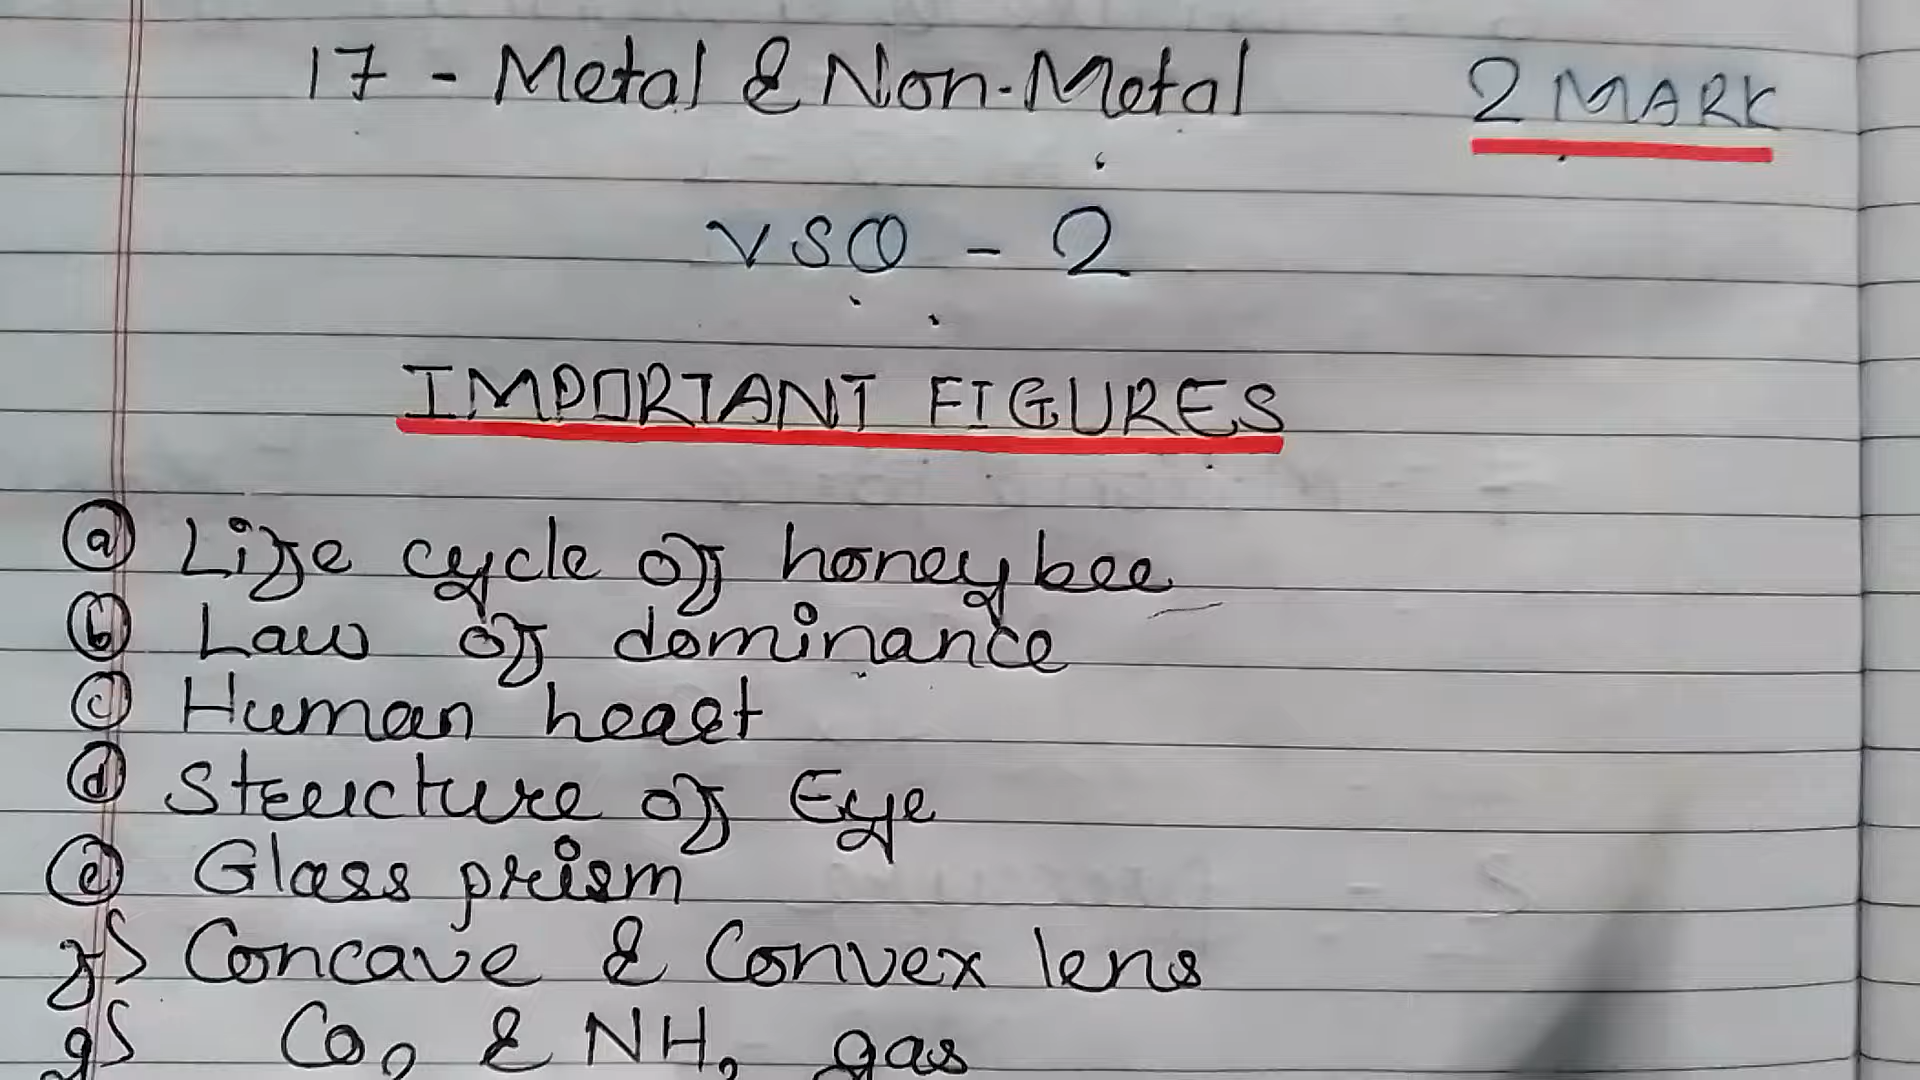 17 - Metal & Non-Metal 2 MARK
VSQ - 2
IMPORTANT FIGURES
(a) Life cycle of honeybee
(b) Law of dominance
(c) Human heart
(d) Structure of Eye
(e) Glass prism
f) Concave & Convex lens
g) Co₂ & NH₃ gas